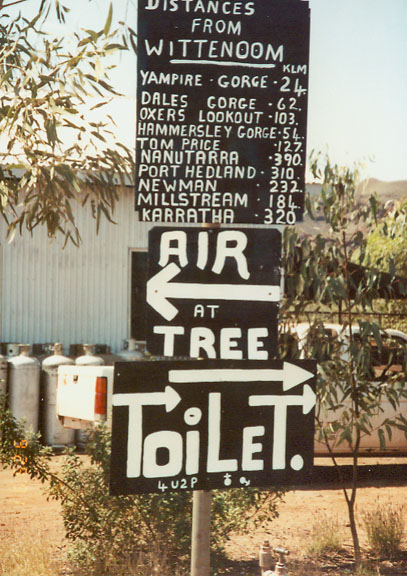 DISTANCES
FROM
WITTENOOM
KLM
YAMPIRE · GORGE · 24
DALES GORGE · 62.
OXERS LOOKOUT · 103.
HAMMERSLEY GORGE · 54.
TOM PRICE · 127.
NANUTARRA · 390.
PORT HEDLAND · 310.
NEWMAN · 232.
MILLSTREAM · 184.
KARRATHA · 320
AIR
AT
TREE
TOILET.
4U2P